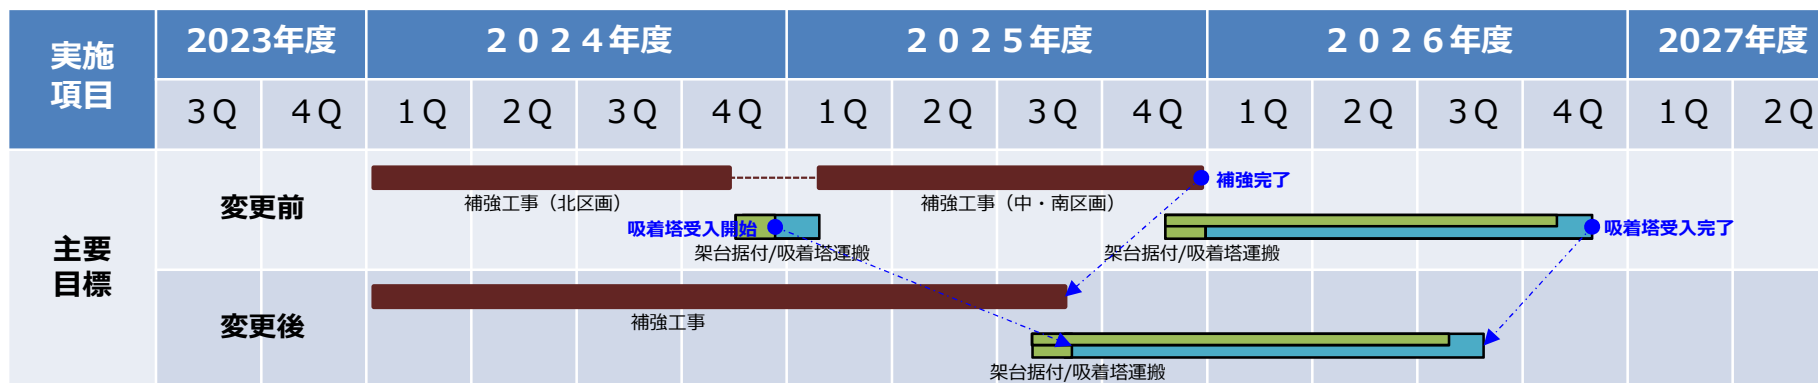 実施
項目
2023年度
２０２４年度
２０２５年度
２０２６年度
2027年度
３Q
４Q
１Q
２Q
３Q
４Q
１Q
２Q
３Q
４Q
１Q
２Q
３Q
４Q
１Q
２Q
主要
目標
変更前
補強工事（北区画）
補強工事（中・南区画）
補強完了
吸着塔受入開始
架台据付/吸着塔運搬
架台据付/吸着塔運搬
吸着塔受入完了
変更後
補強工事
架台据付/吸着塔運搬